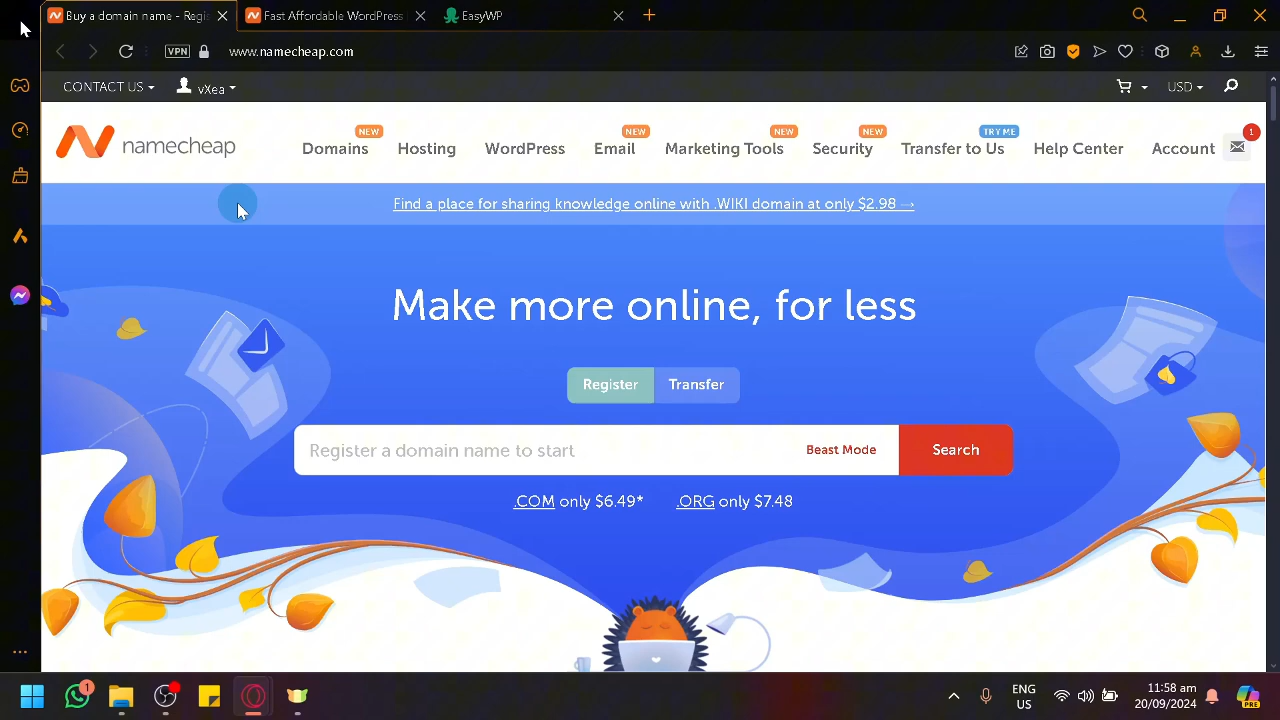 Buy a domain name - Regis
Fast Affordable WordPress
EasyWP
VPN
www.namecheap.com
CONTACT US
vXea
USD
namecheap
NEW
NEW
NEW
NEW
TRY ME
1
Domains
Hosting
WordPress
Email
Marketing Tools
Security
Transfer to Us
Help Center
Account
Find a place for sharing knowledge online with .WIKI domain at only $2.98 →
Make more online, for less
Register
Transfer
Register a domain name to start
Beast Mode
Search
.COM only $6.49*
.ORG only $7.48
1
ENG
US
11:58 am
20/09/2024
PRE